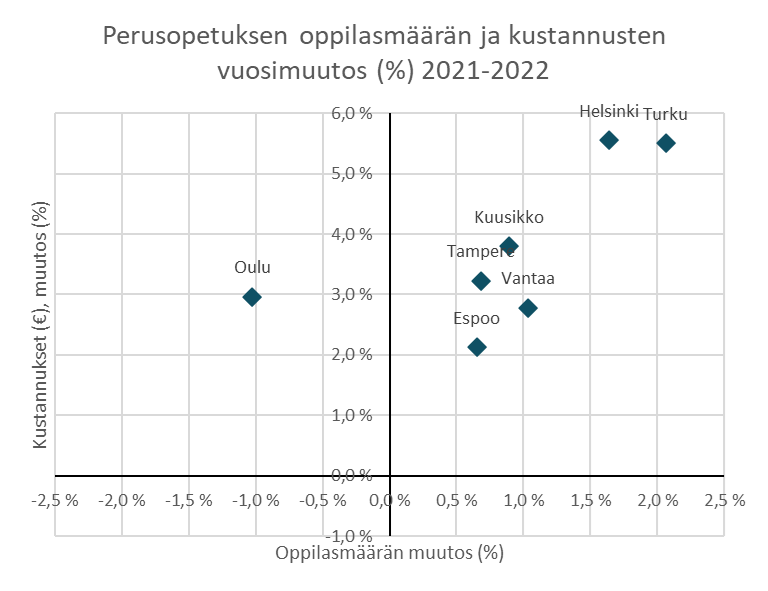 Perusopetuksen oppilasmäärän ja kustannusten
vuosimuutos (%) 2021-2022
Kustannukset (€), muutos (%)
6,0 %
5,0 %
4,0 %
3,0 %
2,0 %
1,0 %
0,0 %
-1,0 %
Helsinki
Turku
Kuusikko
Tampere
Vantaa
Oulu
Espoo
-2,5 % -2,0 % -1,5 % -1,0 % -0,5 % 0,0 % 0,5 % 1,0 % 1,5 % 2,0 % 2,5 %
Oppilasmäärän muutos (%)